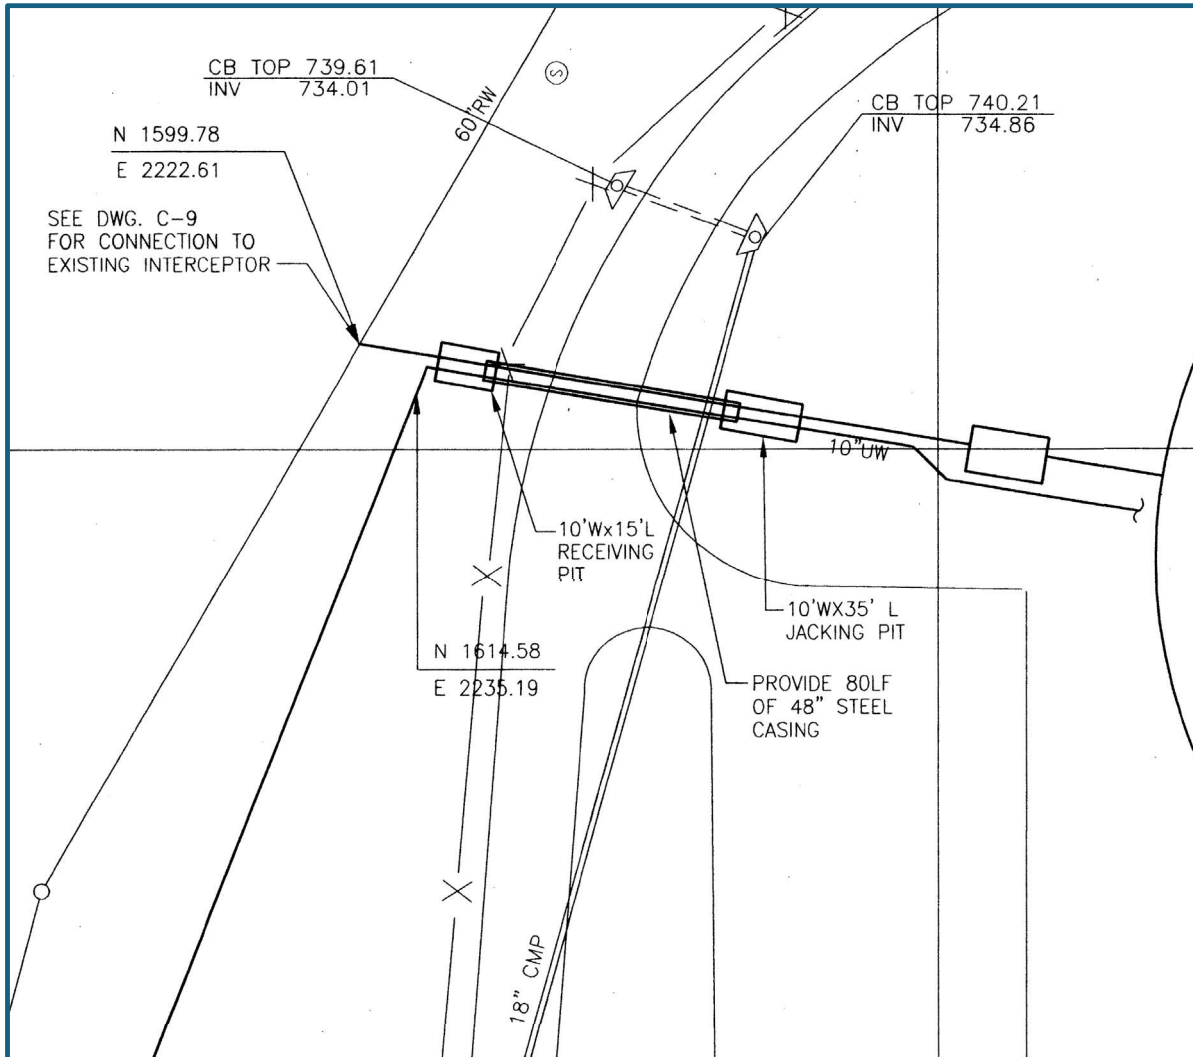 CB TOP 739.61
INV 734.01
60'RW
S
CB TOP 740.21
INV 734.86
N 1599.78
E 2222.61
SEE DWG. C-9
FOR CONNECTION TO
EXISTING INTERCEPTOR
10"UW
10'Wx15'L
RECEIVING
PIT
10'WX35' L
JACKING PIT
N 1614.58
E 2235.19
PROVIDE 80LF
OF 48" STEEL
CASING
18" CMP